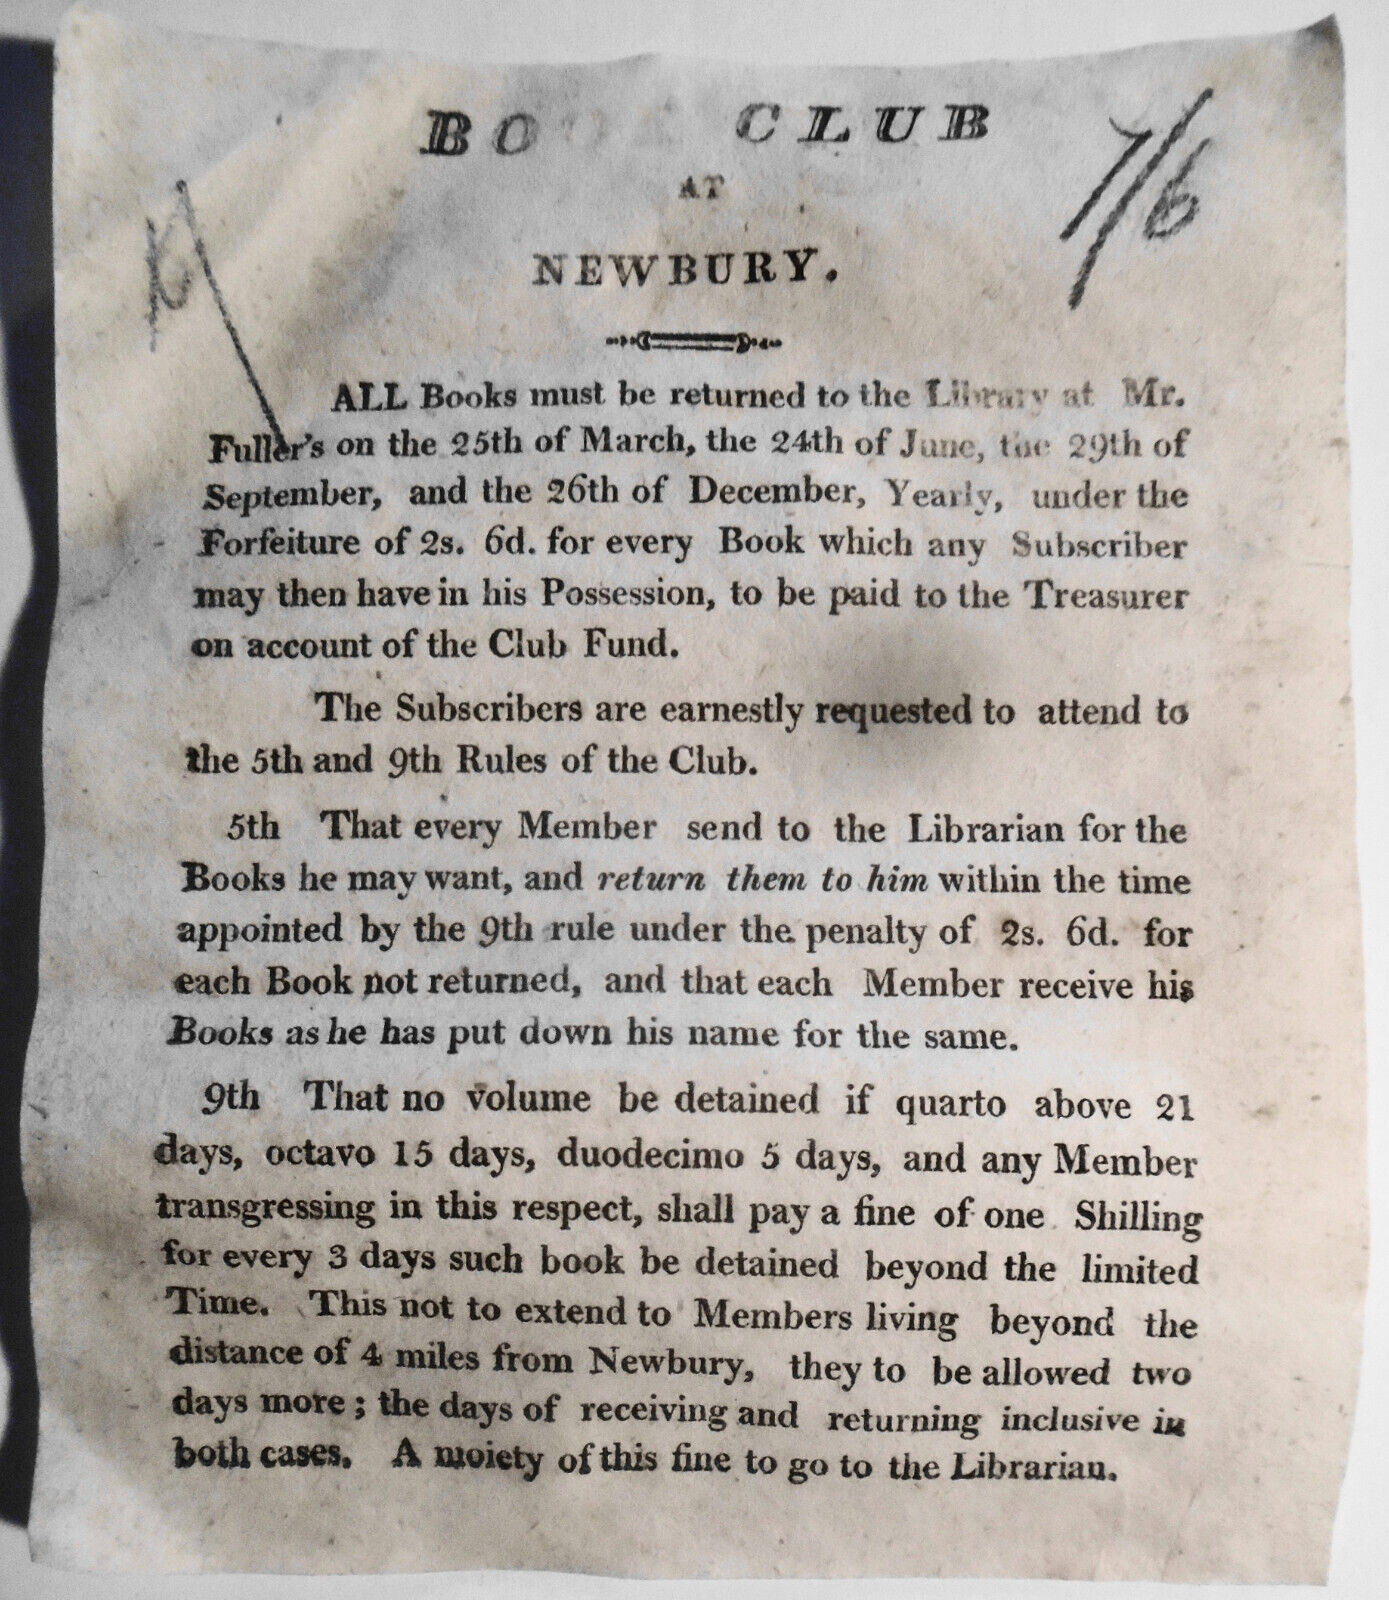 BOOK CLUB
7/6
AT
NEWBURY.
ALL Books must be returned to the Library at Mr.
Fuller's on the 25th of March, the 24th of June, the 29th of
September, and the 26th of December, Yearly, under the
Forfeiture of 2s. 6d. for every Book which any Subscriber
may then have in his Possession, to be paid to the Treasurer
on account of the Club Fund.
The Subscribers are earnestly requested to attend to
the 5th and 9th Rules of the Club.
5th That every Member send to the Librarian for the
Books he may want, and return them to him within the time
appointed by the 9th rule under the penalty of 2s. 6d. for
each Book not returned, and that each Member receive his
Books as he has put down his name for the same.
9th That no volume be detained if quarto above 21
days, octavo 15 days, duodecimo 5 days, and any Member
transgressing in this respect, shall pay a fine of one Shilling
for every 3 days such book be detained beyond the limited
Time. This not to extend to Members living beyond the
distance of 4 miles from Newbury, they to be allowed two
days more; the days of receiving and returning inclusive in
both cases. A moiety of this fine to go to the Librarian.